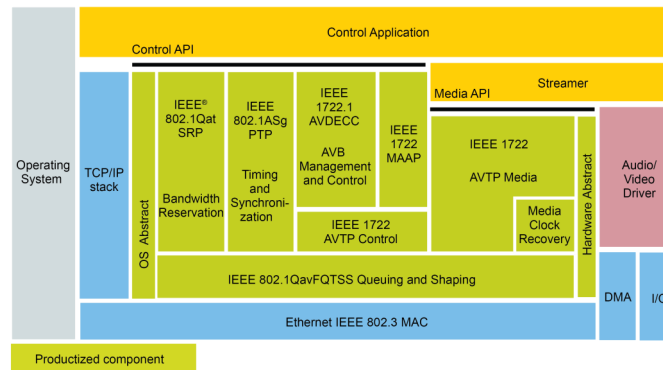 Control Application
Control API
Streamer
Media API
Operating
System
TCP/IP
stack
OS Abstract
IEEE®
802.1Qat
SRP
Bandwidth
Reservation
IEEE
802.1ASg
PTP
Timing
and
Synchroni-
zation
IEEE
1722.1
AVDECC
AVB
Management
and Control
IEEE
1722
MAAP
IEEE 1722
AVTP Control
IEEE 1722
AVTP Media
Media
Clock
Recovery
Hardware Abstract
Audio/
Video
Driver
IEEE 802.1QavFQTSS Queuing and Shaping
Ethernet IEEE 802.3 MAC
DMA
Productized component